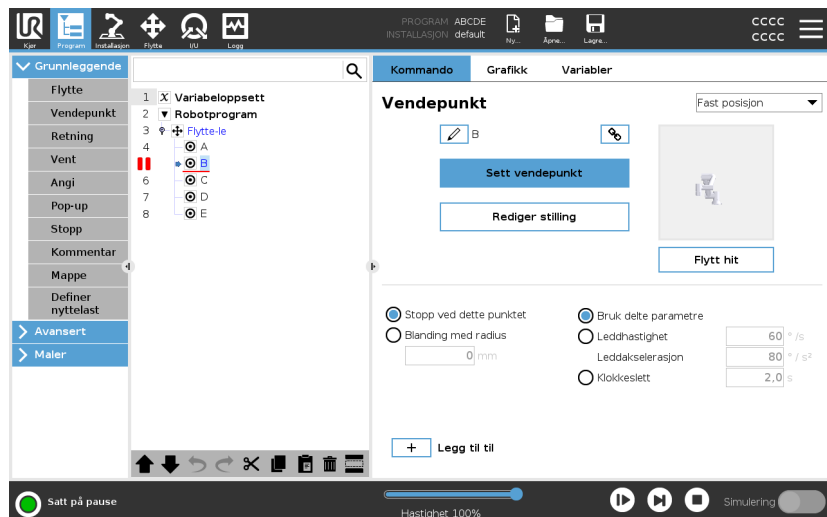 UR
PROGRAM ABCDE
INSTALLASJON default
CCCC
CCCC
Kjør
Program
Installasjon
Flytte
I/U
Logg
Ny...
Åpne...
Lagre...
Grunnleggende
Flytte
Vendepunkt
Retning
Vent
Angi
Pop-up
Stopp
Kommentar
Mappe
Definer
nyttelast
Avansert
Maler
1 X Variabeloppsett
2 Robotprogram
3 Flytte-le
4 A
B
6 C
7 D
8 E
Kommando
Grafikk
Variabler
Vendepunkt
Fast posisjon
B
Sett vendepunkt
Rediger stilling
Flytt hit
Stopp ved dette punktet
Blanding med radius
0 mm
Bruk delte parametre
Leddhastighet 60 °/s
Leddakselerasjon 80 °/s²
Klokkeslett 2,0 s
+ Legg til til
Satt på pause
Hastighet 100%
Simulering